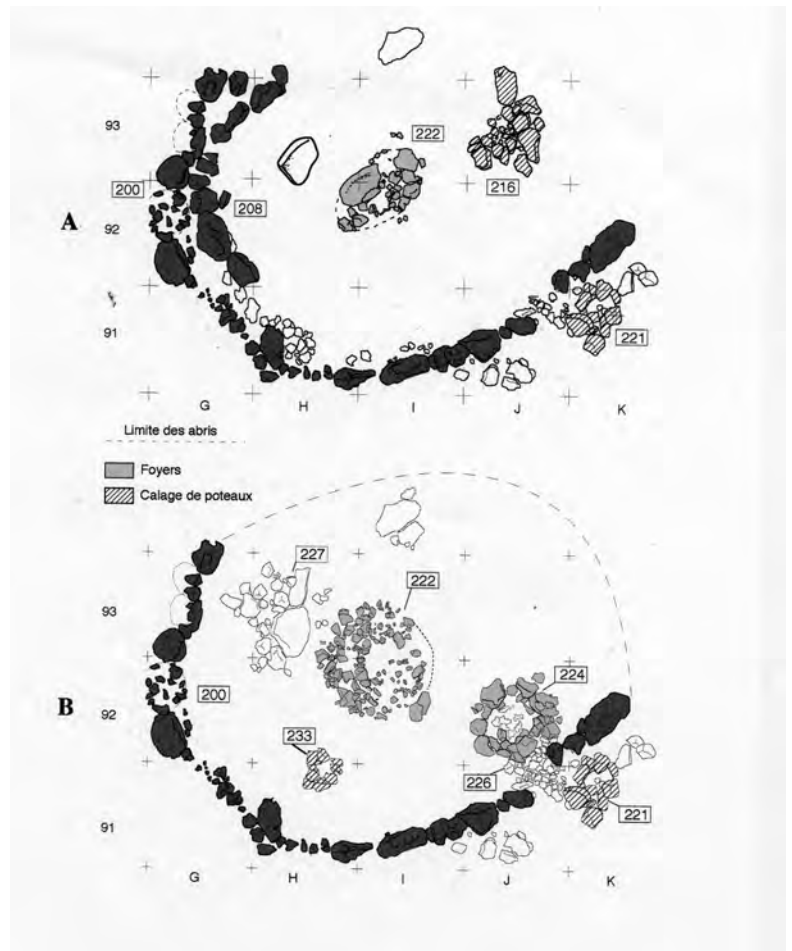 93
222
216
200
208
A
92
91
221
G H I J K
Limite des abris
Foyers
Calage de poteaux
227
222
93
224
200
B
92
233
226
221
91
G H I J K